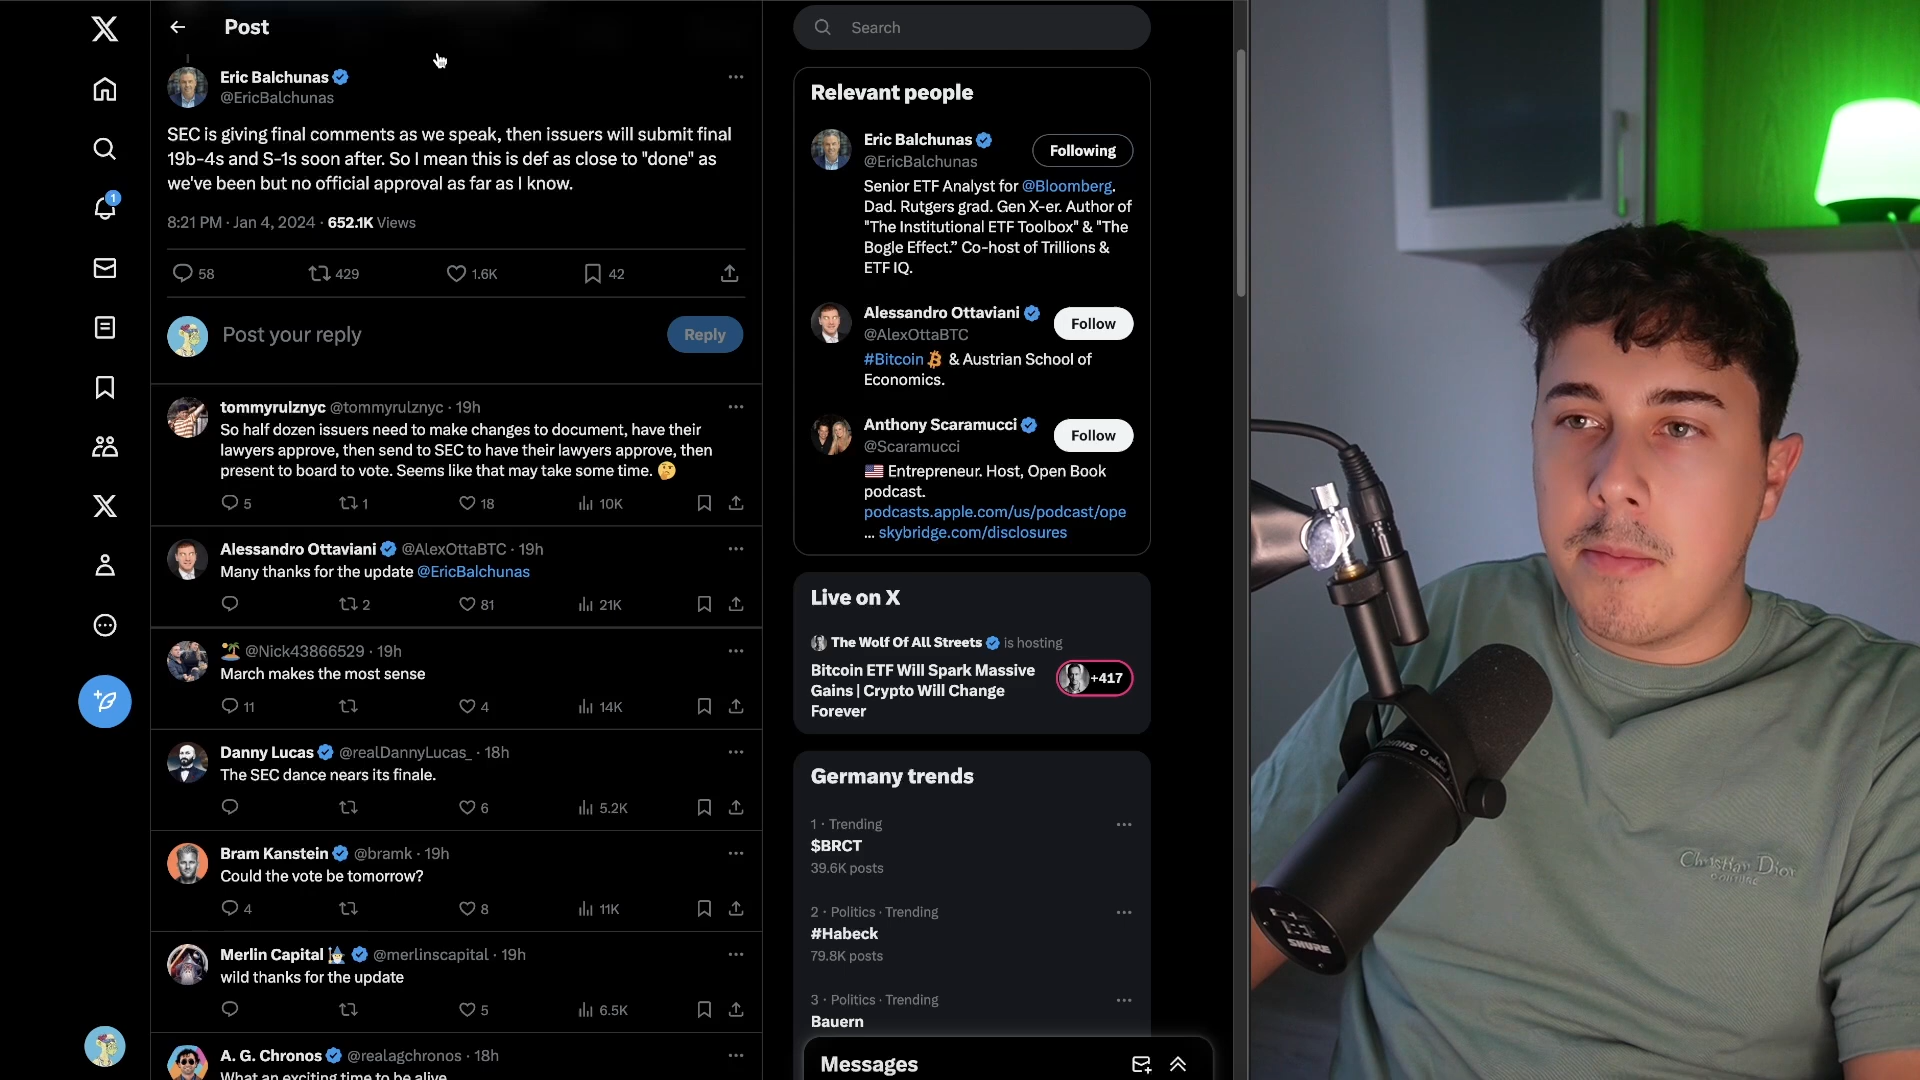 Post
Eric Balchunas
@EricBalchunas
SEC is giving final comments as we speak, then issuers will submit final
19b-4s and S-1s soon after. So I mean this is def as close to "done" as
we've been but no official approval as far as I know.
8:21 PM · Jan 4, 2024 · 652.1K Views
58 429 1.6K 42
Post your reply
Reply
tommyrulznyc @tommyrulznyc · 19h
So half dozen issuers need to make changes to document, have their
lawyers approve, then send to SEC to have their lawyers approve, then
present to board to vote. Seems like that may take some time. 🤔
5 1 18 10K
Alessandro Ottaviani @AlexOttaBTC · 19h
Many thanks for the update @EricBalchunas
2 81 21K
🏝️ @Nick43866529 · 19h
March makes the most sense
11 4 14K
Danny Lucas @realDannyLucas_ · 18h
The SEC dance nears its finale.
6 5.2K
Bram Kanstein @bramk · 19h
Could the vote be tomorrow?
4 8 11K
Merlin Capital @merlinscapital · 19h
wild thanks for the update
5 6.5K
A. G. Chronos @realagchronos · 18h
What an exciting time to be alive
1
Search
Relevant people
Eric Balchunas
@EricBalchunas
Following
Senior ETF Analyst for @Bloomberg.
Dad. Rutgers grad. Gen X-er. Author of
"The Institutional ETF Toolbox" & "The
Bogle Effect." Co-host of Trillions &
ETF IQ.
Alessandro Ottaviani
@AlexOttaBTC
Follow
#Bitcoin & Austrian School of
Economics.
Anthony Scaramucci
@Scaramucci
Follow
🇺🇸 Entrepreneur. Host, Open Book
podcast.
podcasts.apple.com/us/podcast/ope
... skybridge.com/disclosures
Live on X
The Wolf Of All Streets is hosting
Bitcoin ETF Will Spark Massive
Gains | Crypto Will Change
Forever
+417
Germany trends
1 · Trending
$BRCT
39.6K posts
2 · Politics · Trending
#Habeck
79.8K posts
3 · Politics · Trending
Bauern
Messages
Christian Dior
COUTURE
SHURE
SHURE